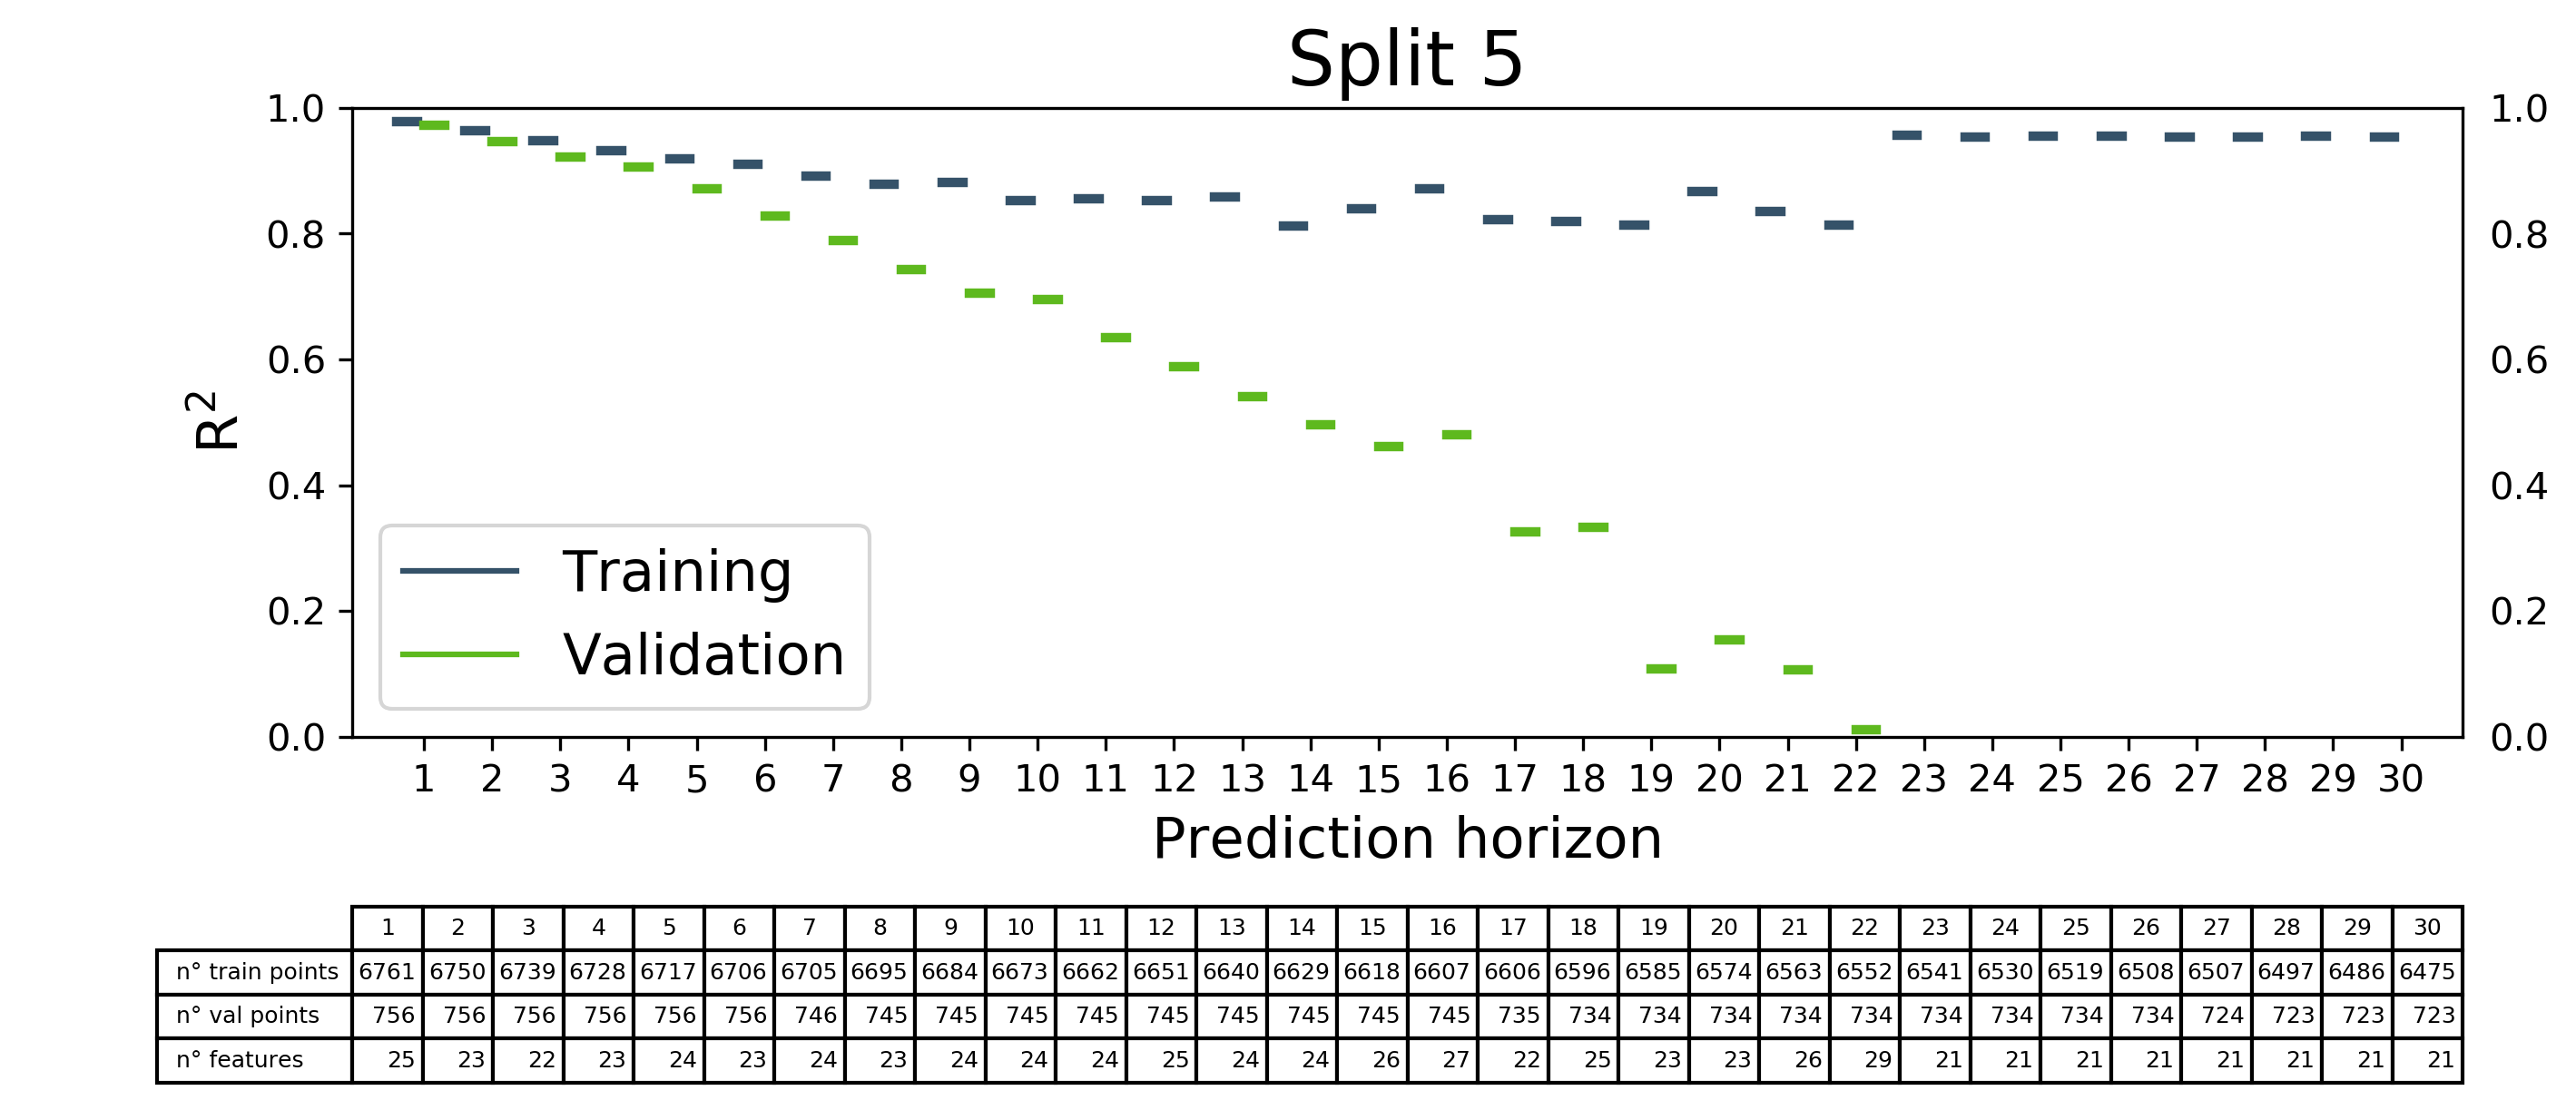 Split 5
1.0 1.0
0.8 0.8
0.6 0.6
0.4 0.4
0.2 0.2
0.0 0.0
R²
Training
Validation
1 2 3 4 5 6 7 8 9 10 11 12 13 14 15 16 17 18 19 20 21 22 23 24 25 26 27 28 29 30
Prediction horizon
1 2 3 4 5 6 7 8 9 10 11 12 13 14 15 16 17 18 19 20 21 22 23 24 25 26 27 28 29 30
n° train points 6761 6750 6739 6728 6717 6706 6705 6695 6684 6673 6662 6651 6640 6629 6618 6607 6606 6596 6585 6574 6563 6552 6541 6530 6519 6508 6507 6497 6486 6475
n° val points 756 756 756 756 756 756 746 745 745 745 745 745 745 745 745 745 735 734 734 734 734 734 734 734 734 734 724 723 723 723
n° features 25 23 22 23 24 23 24 23 24 24 24 25 24 24 26 27 22 25 23 23 26 29 21 21 21 21 21 21 21 21